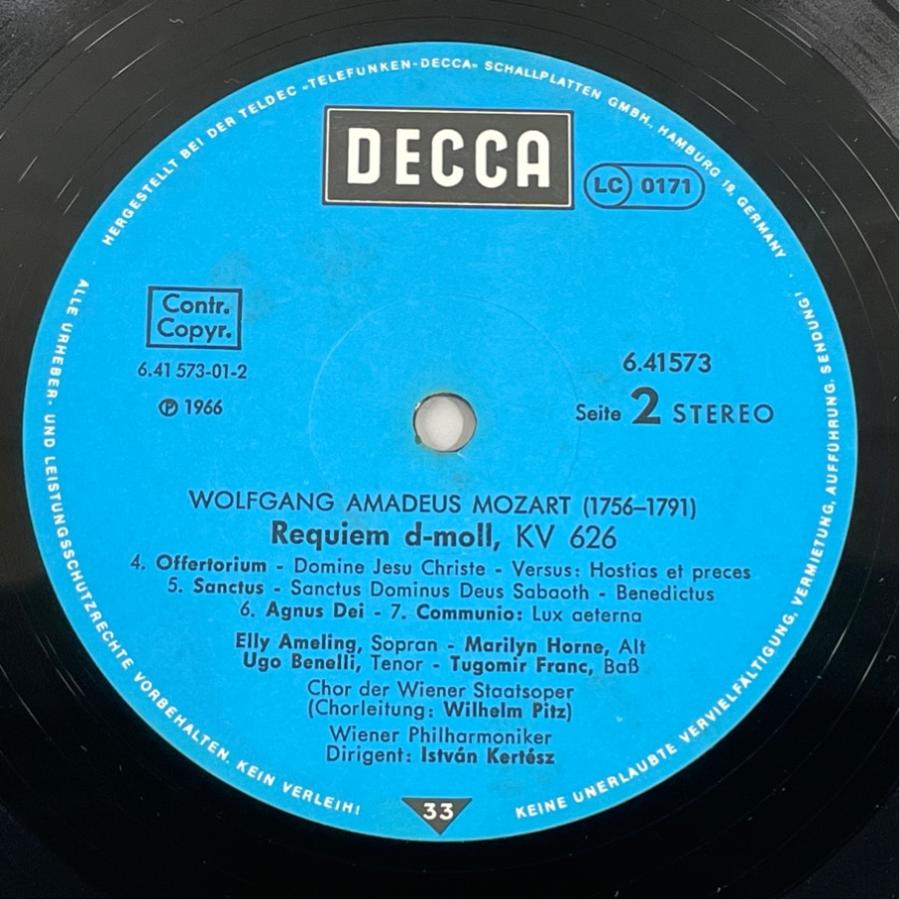 HERGESTELLT BEI DER TELDEC »TELEFUNKEN-DECCA« SCHALLPLATTEN GMBH., HAMBURG 19, GERMANY ·
DECCA
LC 0171
Contr.
Copyr.
6.41 573-01-2
℗ 1966
6.41573
Seite 2 STEREO
WOLFGANG AMADEUS MOZART (1756–1791)
Requiem d-moll, KV 626
4. Offertorium - Domine Jesu Christe - Versus: Hostias et preces
5. Sanctus - Sanctus Dominus Deus Sabaoth - Benedictus
6. Agnus Dei - 7. Communio: Lux aeterna
Elly Ameling, Sopran - Marilyn Horne, Alt
Ugo Benelli, Tenor - Tugomir Franc, Baß
Chor der Wiener Staatsoper
(Chorleitung: Wilhelm Pitz)
Wiener Philharmoniker
Dirigent: István Kertész
33
ALLE URHEBER- UND LEISTUNGSSCHUTZRECHTE VORBEHALTEN. KEIN VERLEIH!
KEINE UNERLAUBTE VERVIELFÄLTIGUNG, VERMIETUNG, AUFFÜHRUNG, SENDUNG!